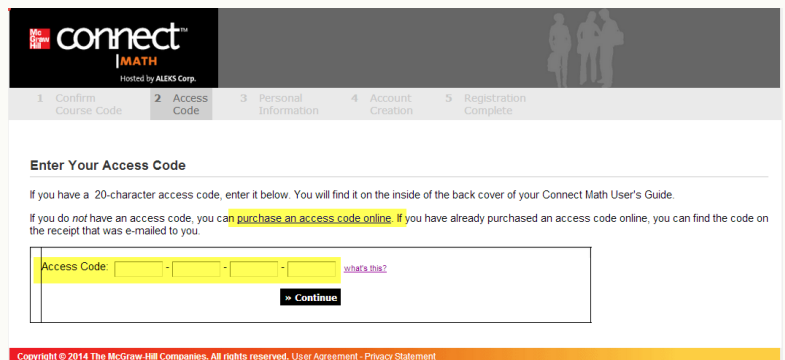 Mc Graw Hill connect™
|MATH
Hosted by ALEKS Corp.
1 Confirm Course Code 2 Access Code 3 Personal Information 4 Account Creation 5 Registration Complete
Enter Your Access Code
If you have a 20-character access code, enter it below. You will find it on the inside of the back cover of your Connect Math User's Guide.
If you do not have an access code, you can purchase an access code online. If you have already purchased an access code online, you can find the code on
the receipt that was e-mailed to you.
Access Code: - - - what's this?
» Continue
Copyright © 2014 The McGraw-Hill Companies. All rights reserved. User Agreement - Privacy Statement